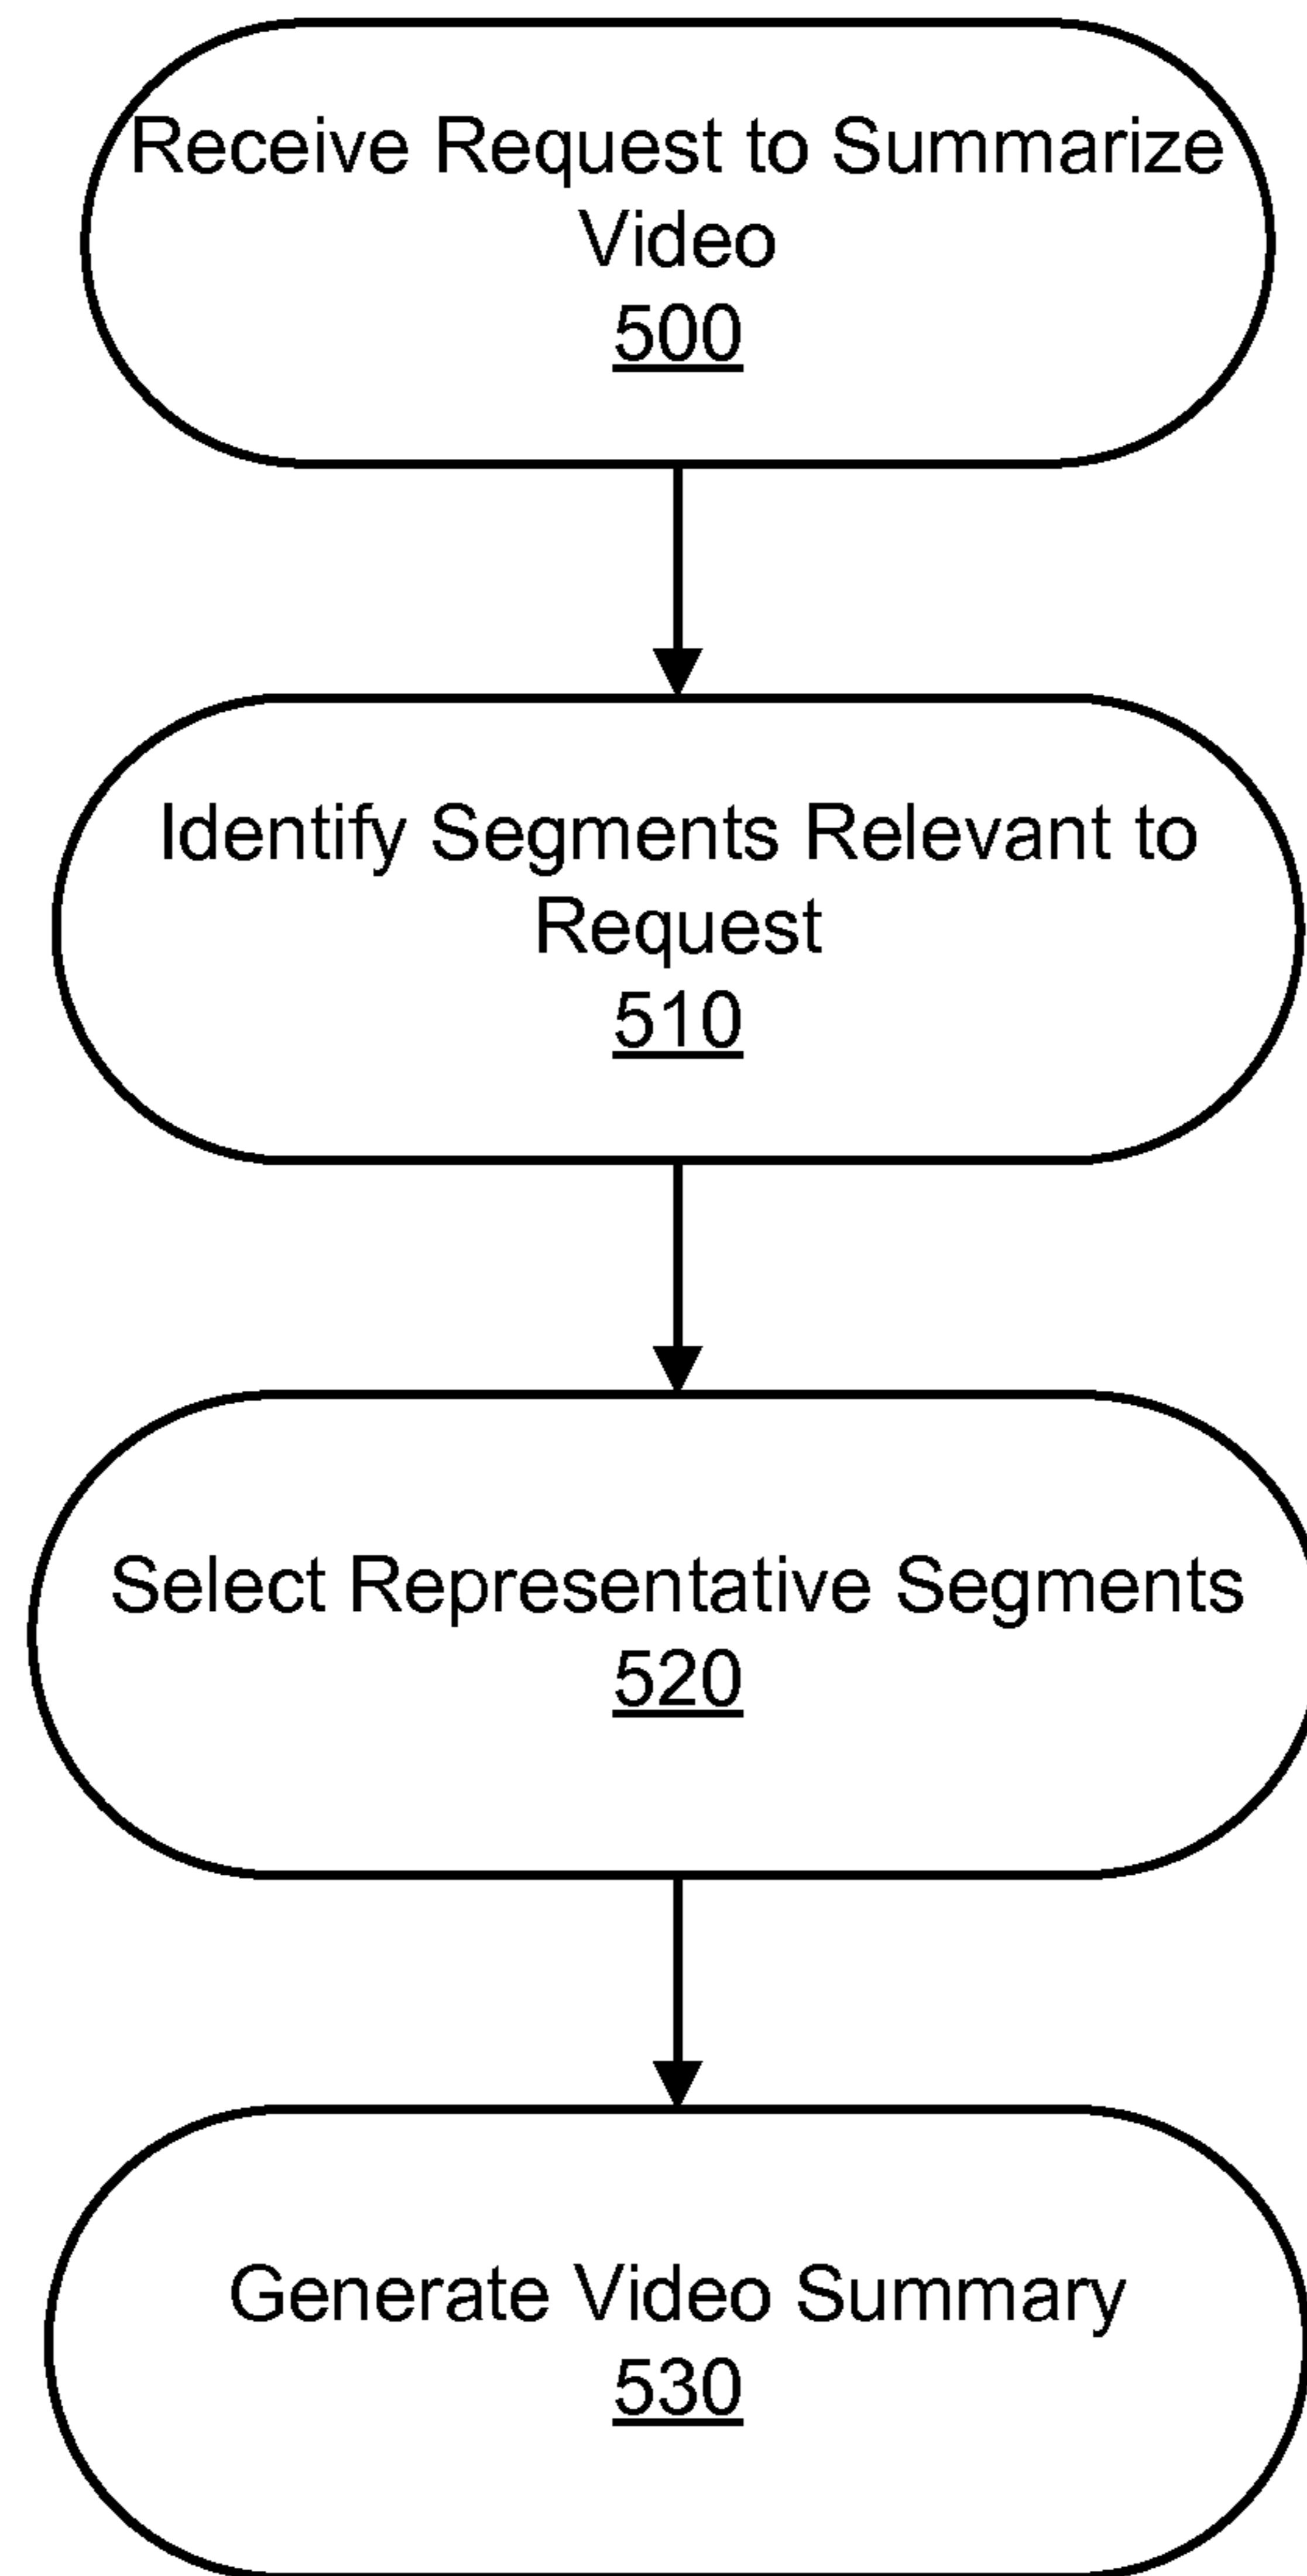 Receive Request to Summarize
Video
500
Identify Segments Relevant to
Request
510
Select Representative Segments
520
Generate Video Summary
530